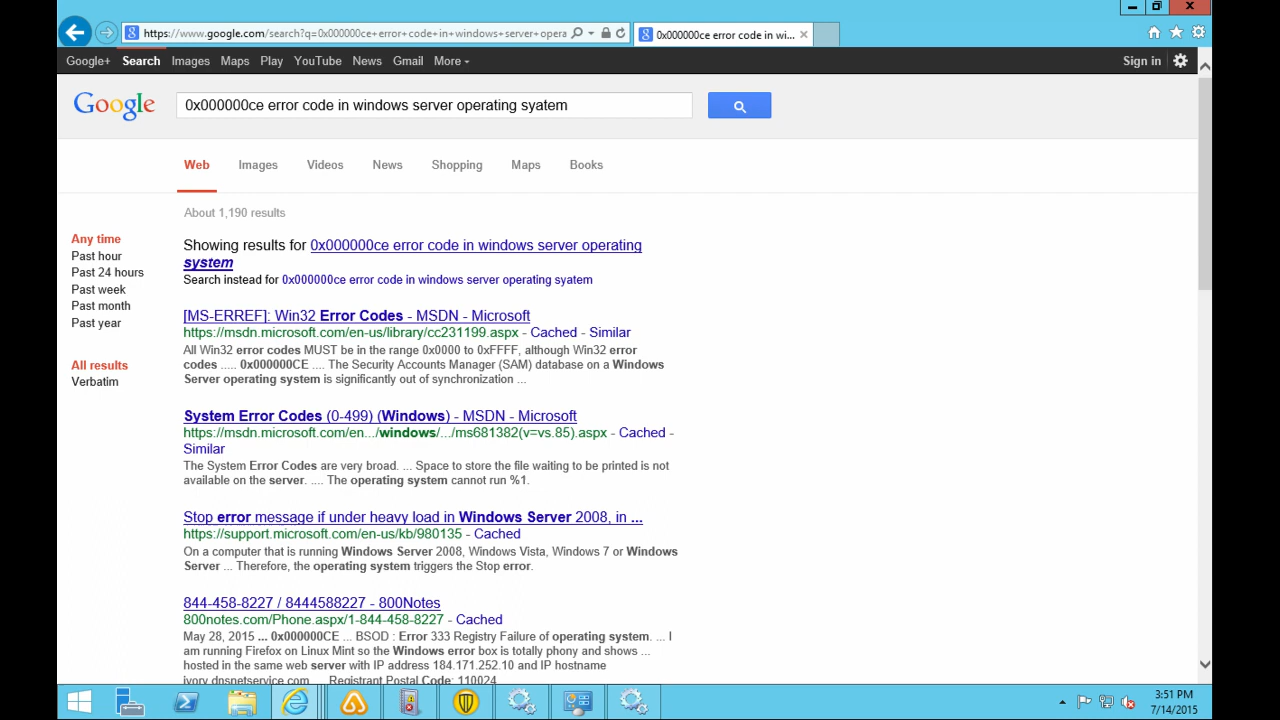 https://www.google.com/search?q=0x000000ce+error+code+in+windows+server+opera
0x000000ce error code in wi...
Google+ Search Images Maps Play YouTube News Gmail More
Sign in
Google
0x000000ce error code in windows server operating syatem
Web Images Videos News Shopping Maps Books
About 1,190 results
Any time
Past hour
Past 24 hours
Past week
Past month
Past year
All results
Verbatim
Showing results for 0x000000ce error code in windows server operating
system
Search instead for 0x000000ce error code in windows server operating syatem
[MS-ERREF]: Win32 Error Codes - MSDN - Microsoft
https://msdn.microsoft.com/en-us/library/cc231199.aspx - Cached - Similar
All Win32 error codes MUST be in the range 0x0000 to 0xFFFF, although Win32 error
codes ..... 0x000000CE .... The Security Accounts Manager (SAM) database on a Windows
Server operating system is significantly out of synchronization ...
System Error Codes (0-499) (Windows) - MSDN - Microsoft
https://msdn.microsoft.com/en.../windows/.../ms681382(v=vs.85).aspx - Cached -
Similar
The System Error Codes are very broad. ... Space to store the file waiting to be printed is not
available on the server. .... The operating system cannot run %1.
Stop error message if under heavy load in Windows Server 2008, in ...
https://support.microsoft.com/en-us/kb/980135 - Cached
On a computer that is running Windows Server 2008, Windows Vista, Windows 7 or Windows
Server ... Therefore, the operating system triggers the Stop error.
844-458-8227 / 8444588227 - 800Notes
800notes.com/Phone.aspx/1-844-458-8227 - Cached
May 28, 2015 ... 0x000000CE ... BSOD : Error 333 Registry Failure of operating system. ... I
am running Firefox on Linux Mint so the Windows error box is totally phony and shows ...
hosted in the same web server with IP address 184.171.252.10 and IP hostname
ivory.dnsnetservice.com ... Registrant Postal Code: 110024
3:51 PM
7/14/2015